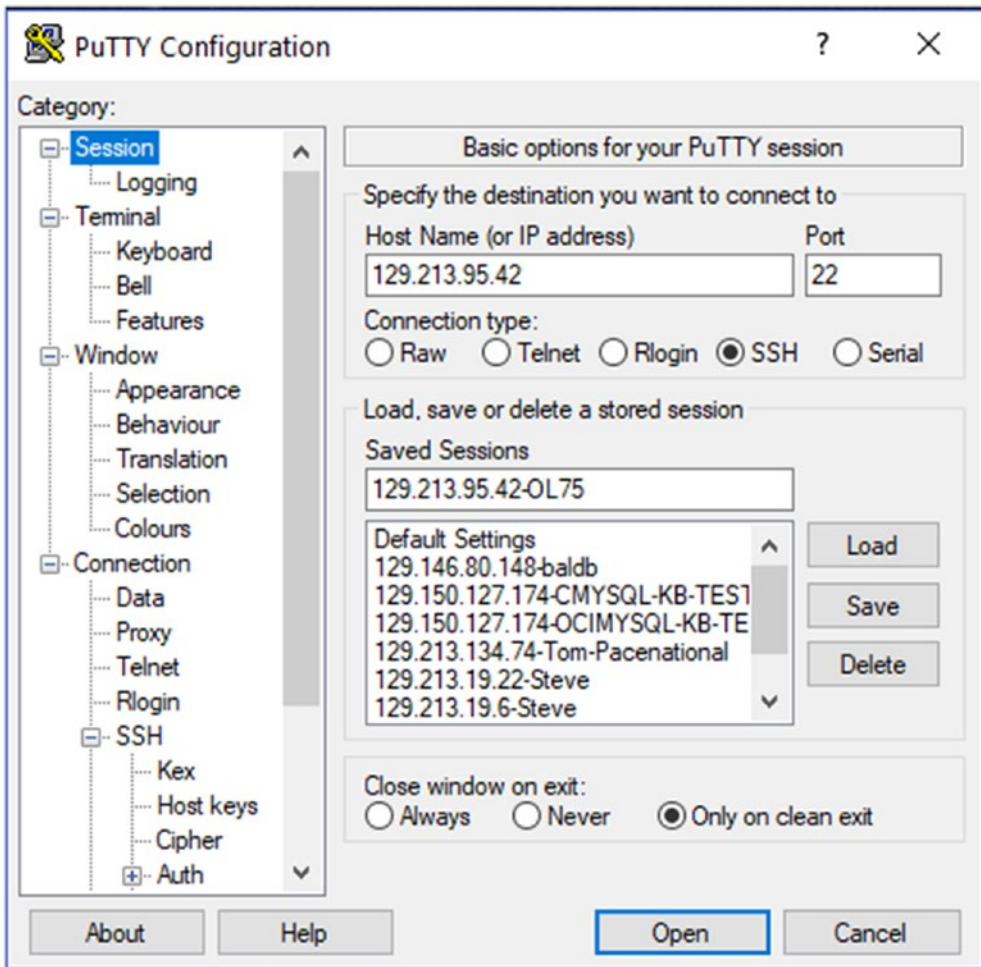 PuTTY Configuration ? ×
Category:
Session
Logging
Terminal
Keyboard
Bell
Features
Window
Appearance
Behaviour
Translation
Selection
Colours
Connection
Data
Proxy
Telnet
Rlogin
SSH
Kex
Host keys
Cipher
Auth
Basic options for your PuTTY session
Specify the destination you want to connect to
Host Name (or IP address) Port
129.213.95.42 22
Connection type:
Raw Telnet Rlogin SSH Serial
Load, save or delete a stored session
Saved Sessions
129.213.95.42-OL75
Default Settings
129.146.80.148-baldb
129.150.127.174-CMYSQL-KB-TEST
129.150.127.174-OCIMYSQL-KB-TE
129.213.134.74-Tom-Pacenational
129.213.19.22-Steve
129.213.19.6-Steve
Load
Save
Delete
Close window on exit:
Always Never Only on clean exit
About Help Open Cancel